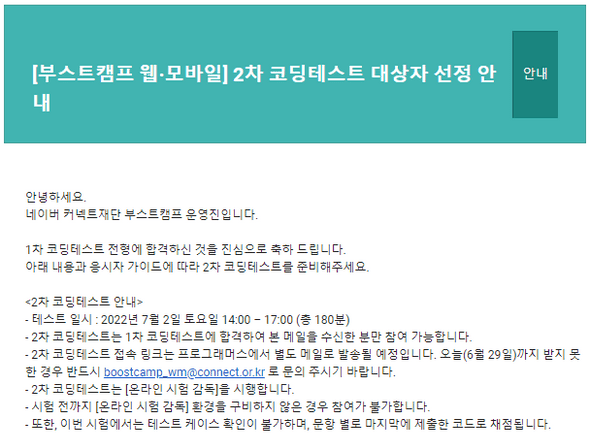 [부스트캠프 웹·모바일] 2차 코딩테스트 대상자 선정 안
내
안내
안녕하세요.
네이버 커넥트재단 부스트캠프 운영진입니다.
1차 코딩테스트 전형에 합격하신 것을 진심으로 축하 드립니다.
아래 내용과 응시자 가이드에 따라 2차 코딩테스트를 준비해주세요.
<2차 코딩테스트 안내>
- 테스트 일시 : 2022년 7월 2일 토요일 14:00 – 17:00 (총 180분)
- 2차 코딩테스트는 1차 코딩테스트에 합격하여 본 메일을 수신한 분만 참여 가능합니다.
- 2차 코딩테스트 접속 링크는 프로그래머스에서 별도 메일로 발송될 예정입니다. 오늘(6월 29일)까지 받지 못
한 경우 반드시 boostcamp_wm@connect.or.kr 로 문의 주시기 바랍니다.
- 2차 코딩테스트는 [온라인 시험 감독]을 시행합니다.
- 시험 전까지 [온라인 시험 감독] 환경을 구비하지 않은 경우 참여가 불가합니다.
- 또한, 이번 시험에서는 테스트 케이스 확인이 불가하며, 문항 별로 마지막에 제출한 코드로 채점됩니다.